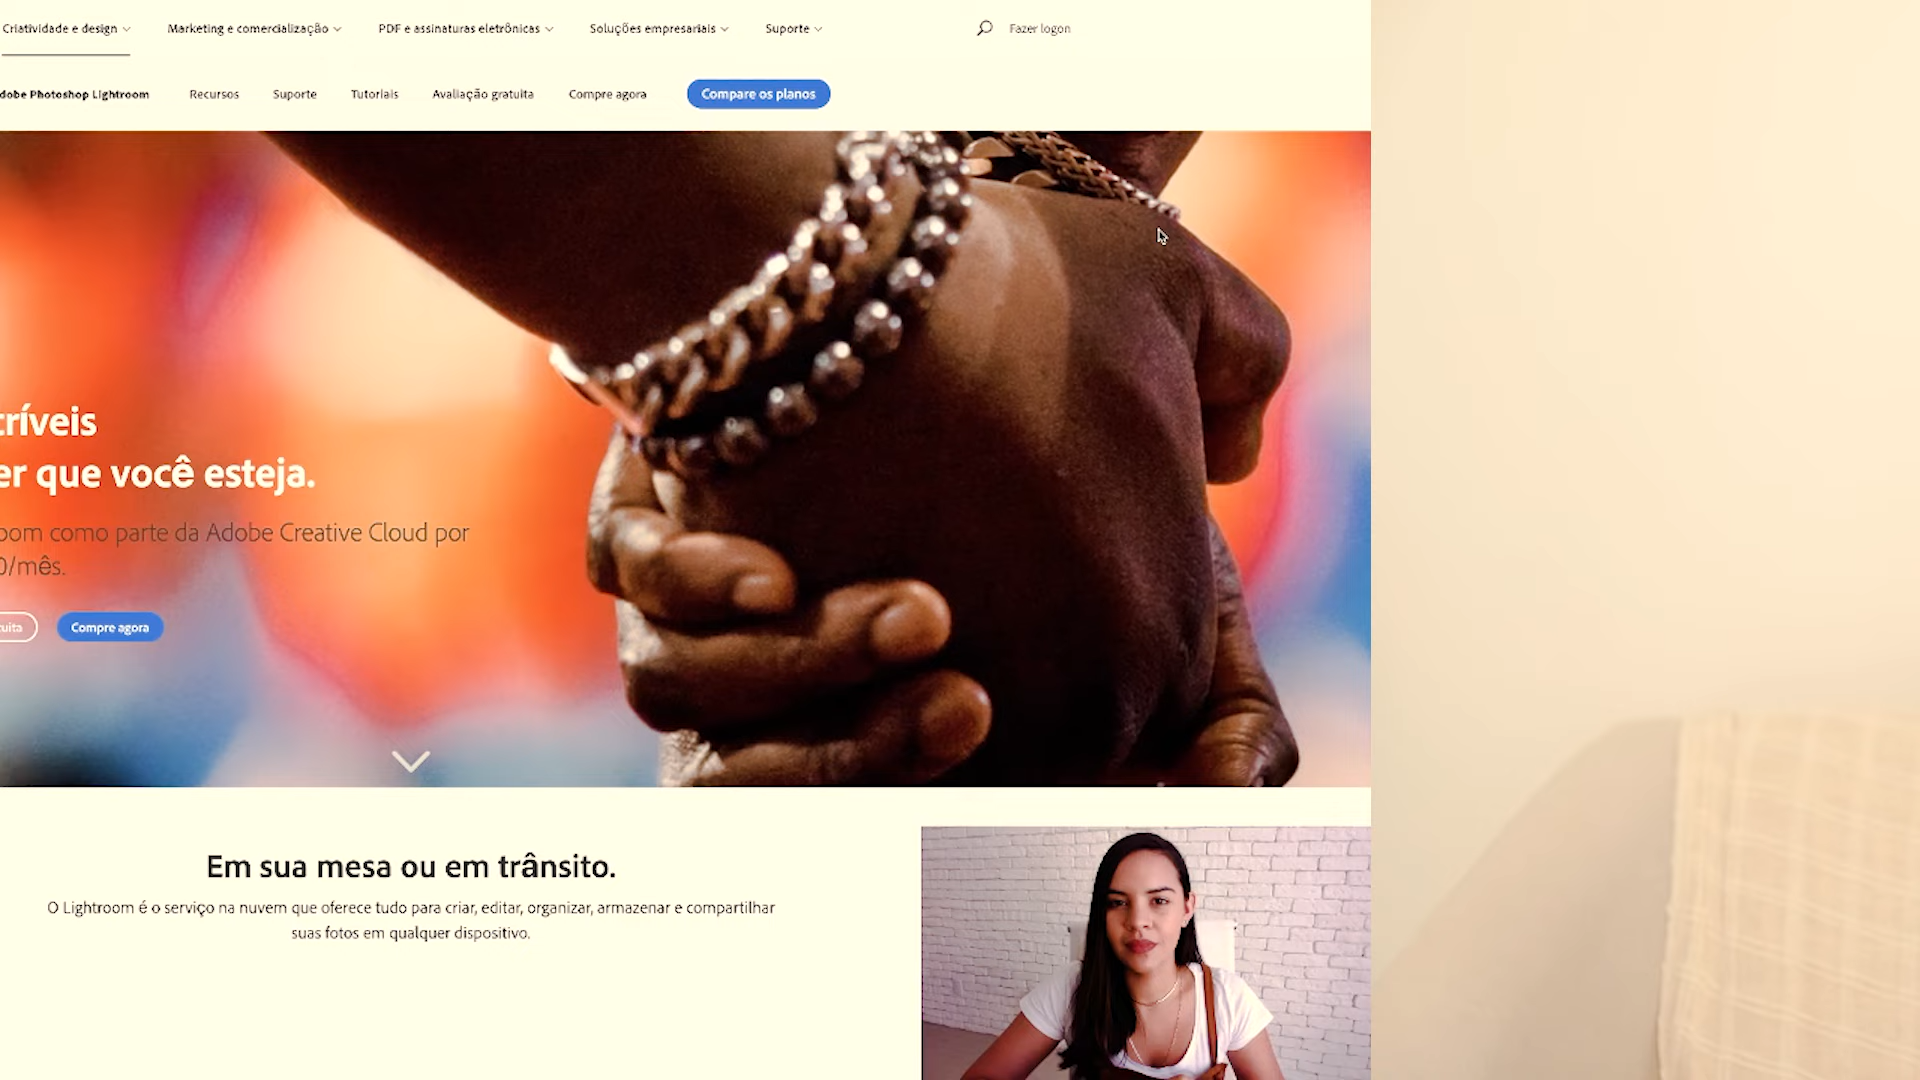 Criatividade e design
Marketing e comercialização
PDF e assinaturas eletrônicas
Soluções empresariais
Suporte
Fazer logon
dobe Photoshop Lightroom
Recursos
Suporte
Tutoriais
Avaliação gratuita
Compre agora
Compare os planos
críveis
er que você esteja.
oom como parte da Adobe Creative Cloud por
0/mês.
uita
Compre agora
Em sua mesa ou em trânsito.
O Lightroom é o serviço na nuvem que oferece tudo para criar, editar, organizar, armazenar e compartilhar
suas fotos em qualquer dispositivo.